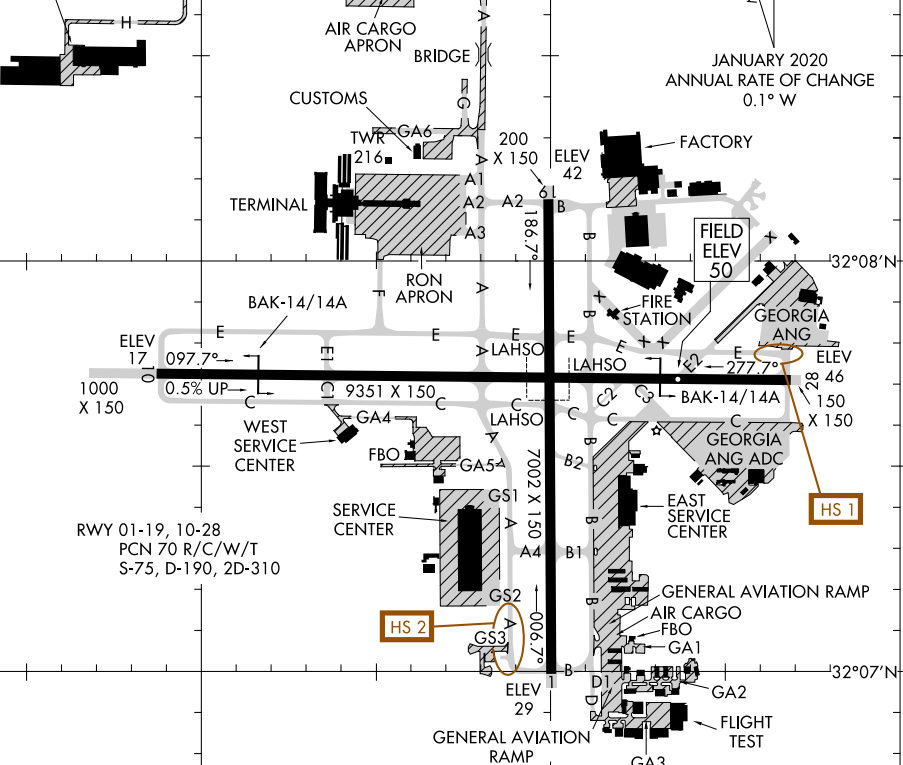 H
AIR CARGO
APRON
A
BRIDGE
JANUARY 2020
ANNUAL RATE OF CHANGE
0.1° W
CUSTOMS
G
GA6
TWR
216
200
X 150
ELEV
42
FACTORY
A
A1
TERMINAL
A2
A2
19
B
A3
186.7°
B
FIELD
ELEV
50
X
32°08'N
RON
APRON
F
A
BAK-14/14A
X
B
FIRE
STATION
GEORGIA
ANG
E
E
E
E
E
X
X
ELEV
17
097.7°
E1
A
LAHSO
LAHSO
E2
E
277.7°
ELEV
46
10
28
1000
X 150
0.5% UP
C1
9351 X 150
C2
C3
BAK-14/14A
150
X 150
C
C
C
C
C
GA4
LAHSO
WEST
SERVICE
CENTER
A
B
GEORGIA
ANG ADC
FBO
GA5
B2
7002 X 150
GS1
HS 1
SERVICE
CENTER
A
B
EAST
SERVICE
CENTER
RWY 01-19, 10-28
PCN 70 R/C/W/T
S-75, D-190, 2D-310
A4
B1
GS2
B
GENERAL AVIATION RAMP
AIR CARGO
HS 2
A
006.7°
FBO
GS3
GA1
B
1
32°07'N
D1
ELEV
29
D
GA2
GENERAL AVIATION
RAMP
FLIGHT
TEST
GA3